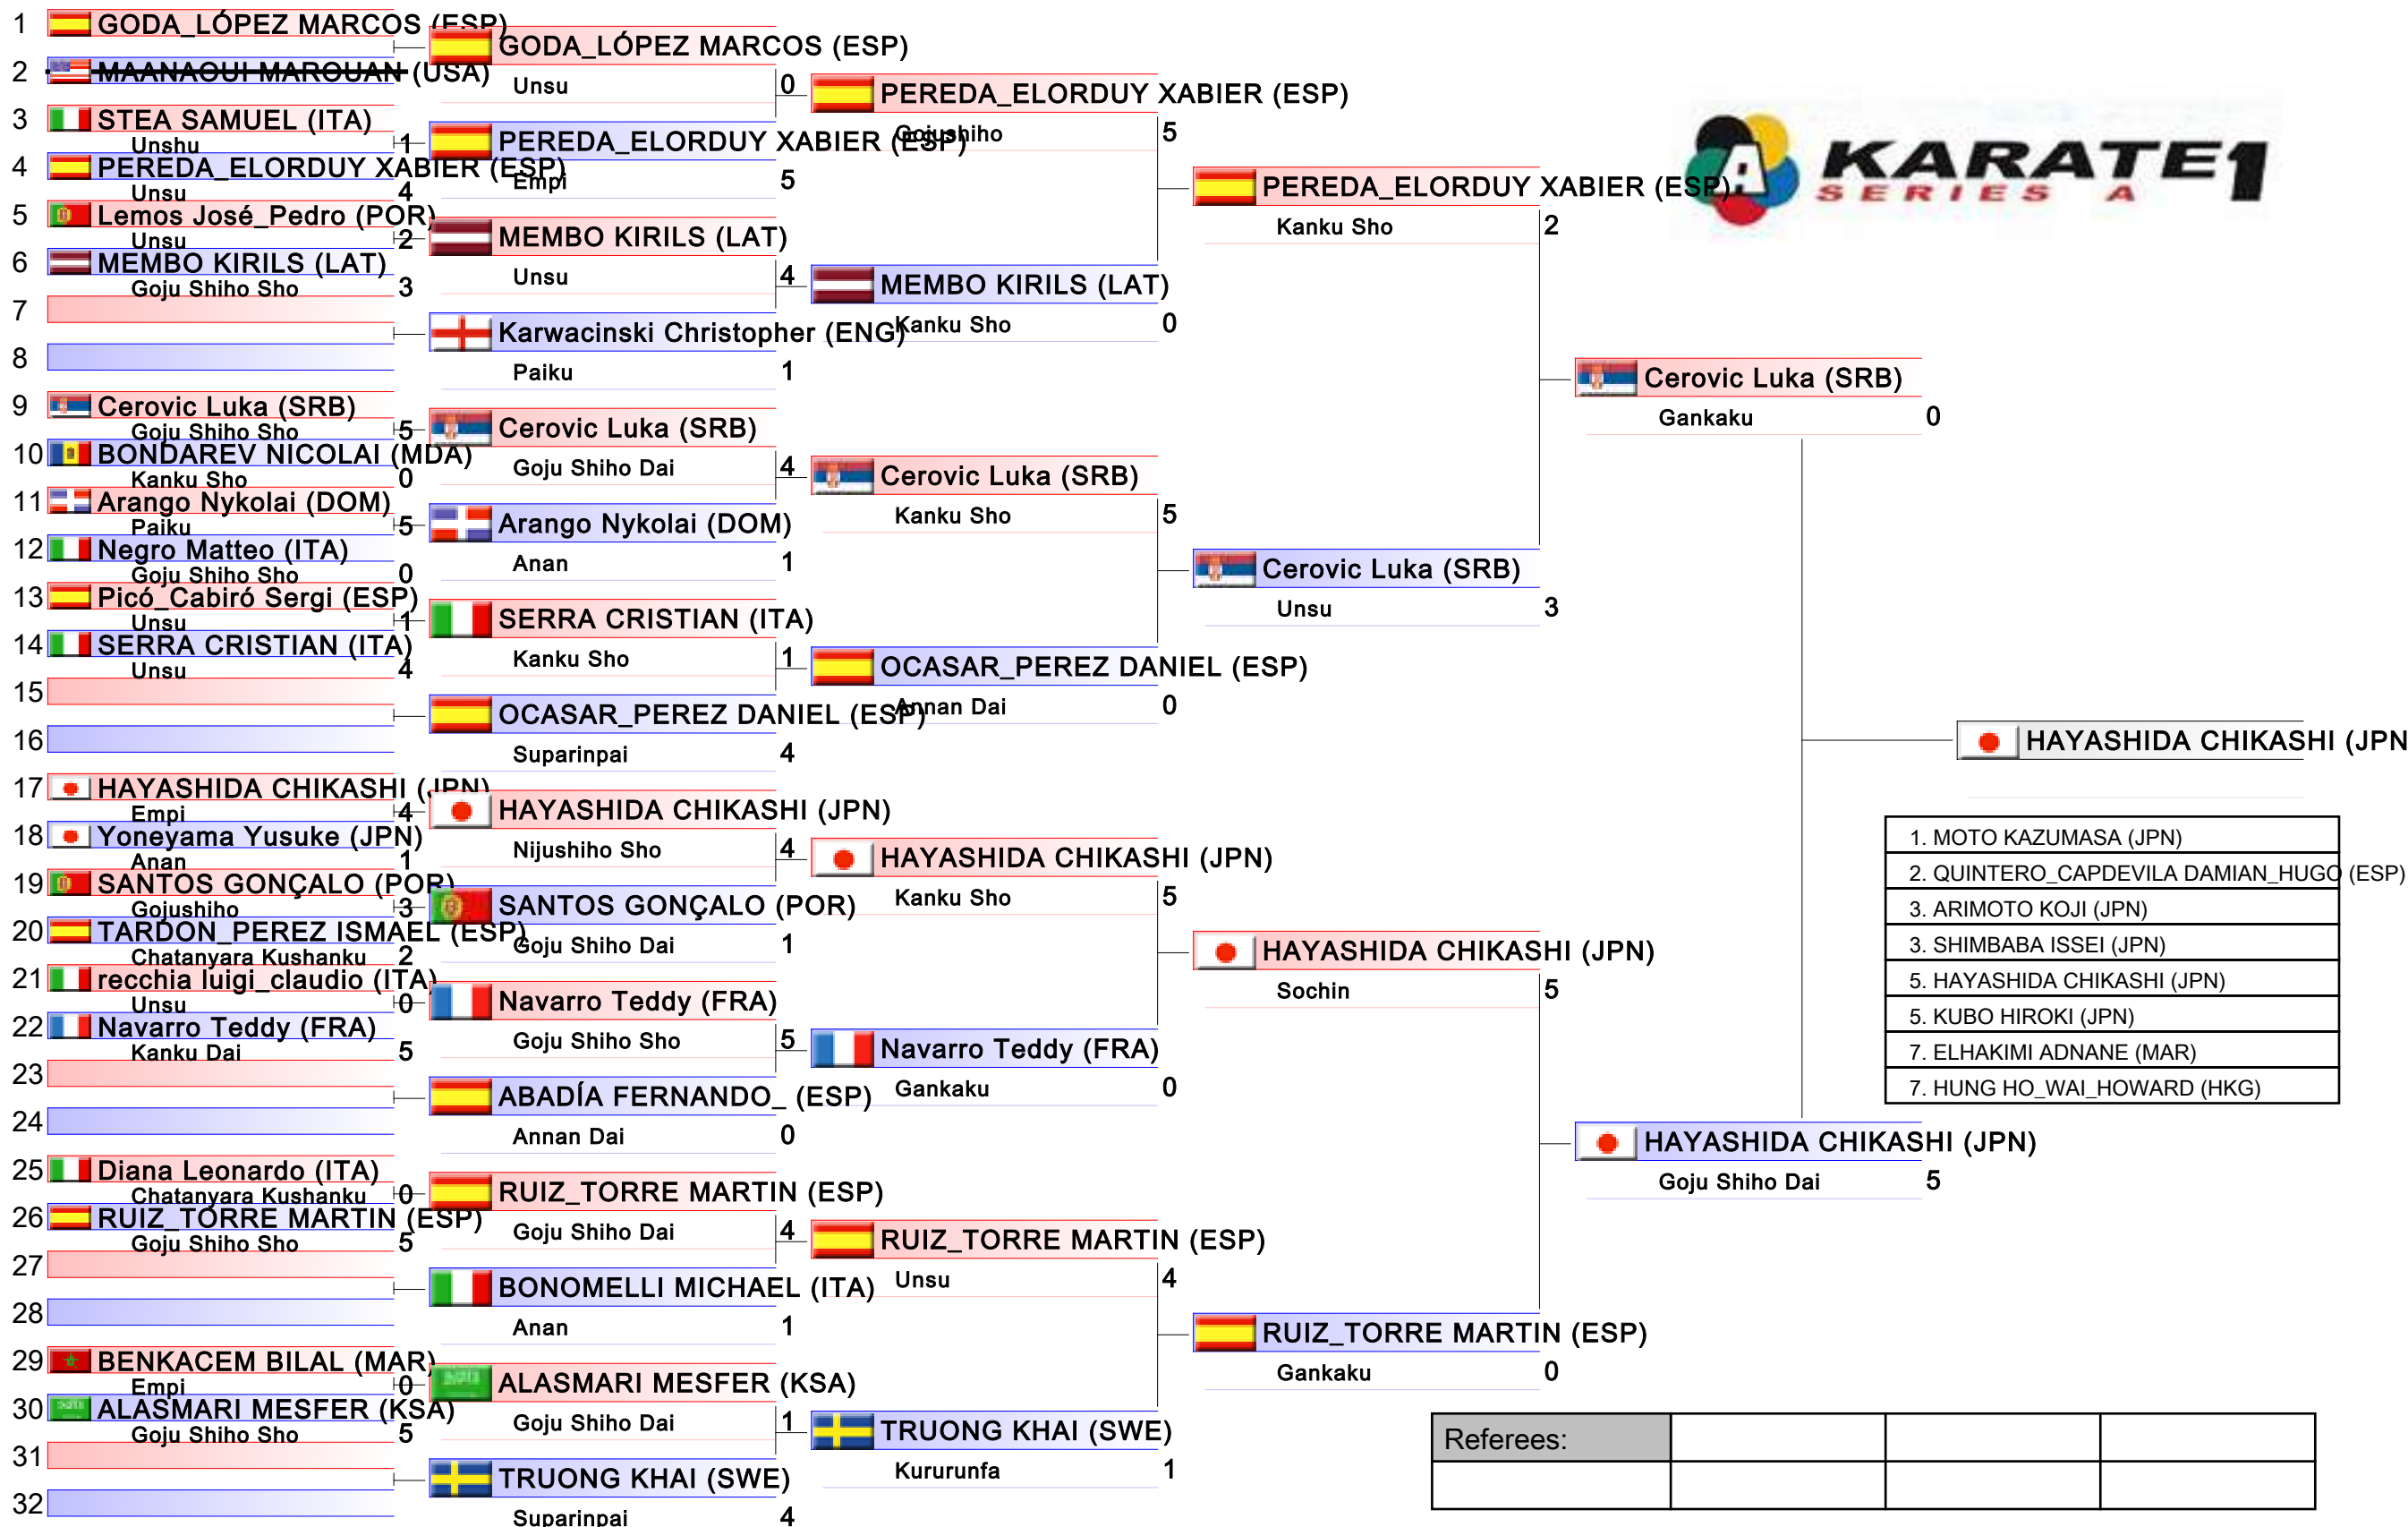 1 GODA_LÓPEZ MARCOS (ESP)
2 MAANAOUI MAROUAN (USA)
3 STEA SAMUEL (ITA)
Unshu 1
4 PEREDA_ELORDUY XABIER (ESP)
Unsu 4
5 Lemos José_Pedro (POR)
Unsu 2
6 MEMBO KIRILS (LAT)
Goju Shiho Sho 3
7
8
9 Cerovic Luka (SRB)
Goju Shiho Sho 5
10 BONDAREV NICOLAI (MDA)
Kanku Sho 0
11 Arango Nykolai (DOM)
Paiku 5
12 Negro Matteo (ITA)
Goju Shiho Sho 0
13 Picó_Cabiró Sergi (ESP)
Unsu 1
14 SERRA CRISTIAN (ITA)
Unsu 4
15
16
17 HAYASHIDA CHIKASHI (JPN)
Empi 4
18 Yoneyama Yusuke (JPN)
Anan 1
19 SANTOS GONÇALO (POR)
Gojushiho 3
20 TARDON_PEREZ ISMAEL (ESP)
Chatanyara Kushanku 2
21 recchia luigi_claudio (ITA)
Unsu 0
22 Navarro Teddy (FRA)
Kanku Dai 5
23
24
25 Diana Leonardo (ITA)
Chatanyara Kushanku 0
26 RUIZ_TORRE MARTIN (ESP)
Goju Shiho Sho 5
27
28
29 BENKACEM BILAL (MAR)
Empi 0
30 ALASMARI MESFER (KSA)
Goju Shiho Sho 5
31
32
GODA_LÓPEZ MARCOS (ESP)
Unsu 0
PEREDA_ELORDUY XABIER (ESP)
Empi 5
MEMBO KIRILS (LAT)
Unsu 4
Karwacinski Christopher (ENG)
Paiku 1
Cerovic Luka (SRB)
Goju Shiho Dai 4
Arango Nykolai (DOM)
Anan 1
SERRA CRISTIAN (ITA)
Kanku Sho 1
OCASAR_PEREZ DANIEL (ESP)
Suparinpai 4
HAYASHIDA CHIKASHI (JPN)
Nijushiho Sho 4
SANTOS GONÇALO (POR)
Goju Shiho Dai 1
Navarro Teddy (FRA)
Goju Shiho Sho 5
ABADÍA FERNANDO_ (ESP)
Annan Dai 0
RUIZ_TORRE MARTIN (ESP)
Goju Shiho Dai 4
BONOMELLI MICHAEL (ITA)
Anan 1
ALASMARI MESFER (KSA)
Goju Shiho Dai 1
TRUONG KHAI (SWE)
Suparinpai 4
PEREDA_ELORDUY XABIER (ESP)
Gojushiho 5
MEMBO KIRILS (LAT)
Kanku Sho 0
Cerovic Luka (SRB)
Kanku Sho 5
OCASAR_PEREZ DANIEL (ESP)
Annan Dai 0
HAYASHIDA CHIKASHI (JPN)
Kanku Sho 5
Navarro Teddy (FRA)
Gankaku 0
RUIZ_TORRE MARTIN (ESP)
Unsu 4
TRUONG KHAI (SWE)
Kururunfa 1
PEREDA_ELORDUY XABIER (ESP)
Kanku Sho 2
Cerovic Luka (SRB)
Unsu 3
HAYASHIDA CHIKASHI (JPN)
Sochin 5
RUIZ_TORRE MARTIN (ESP)
Gankaku 0
Cerovic Luka (SRB)
Gankaku 0
HAYASHIDA CHIKASHI (JPN)
Goju Shiho Dai 5
HAYASHIDA CHIKASHI (JPN
KARATE 1
SERIES A
1. MOTO KAZUMASA (JPN)
2. QUINTERO_CAPDEVILA DAMIAN_HUGO (ESP)
3. ARIMOTO KOJI (JPN)
3. SHIMBABA ISSEI (JPN)
5. HAYASHIDA CHIKASHI (JPN)
5. KUBO HIROKI (JPN)
7. ELHAKIMI ADNANE (MAR)
7. HUNG HO_WAI_HOWARD (HKG)
Referees: